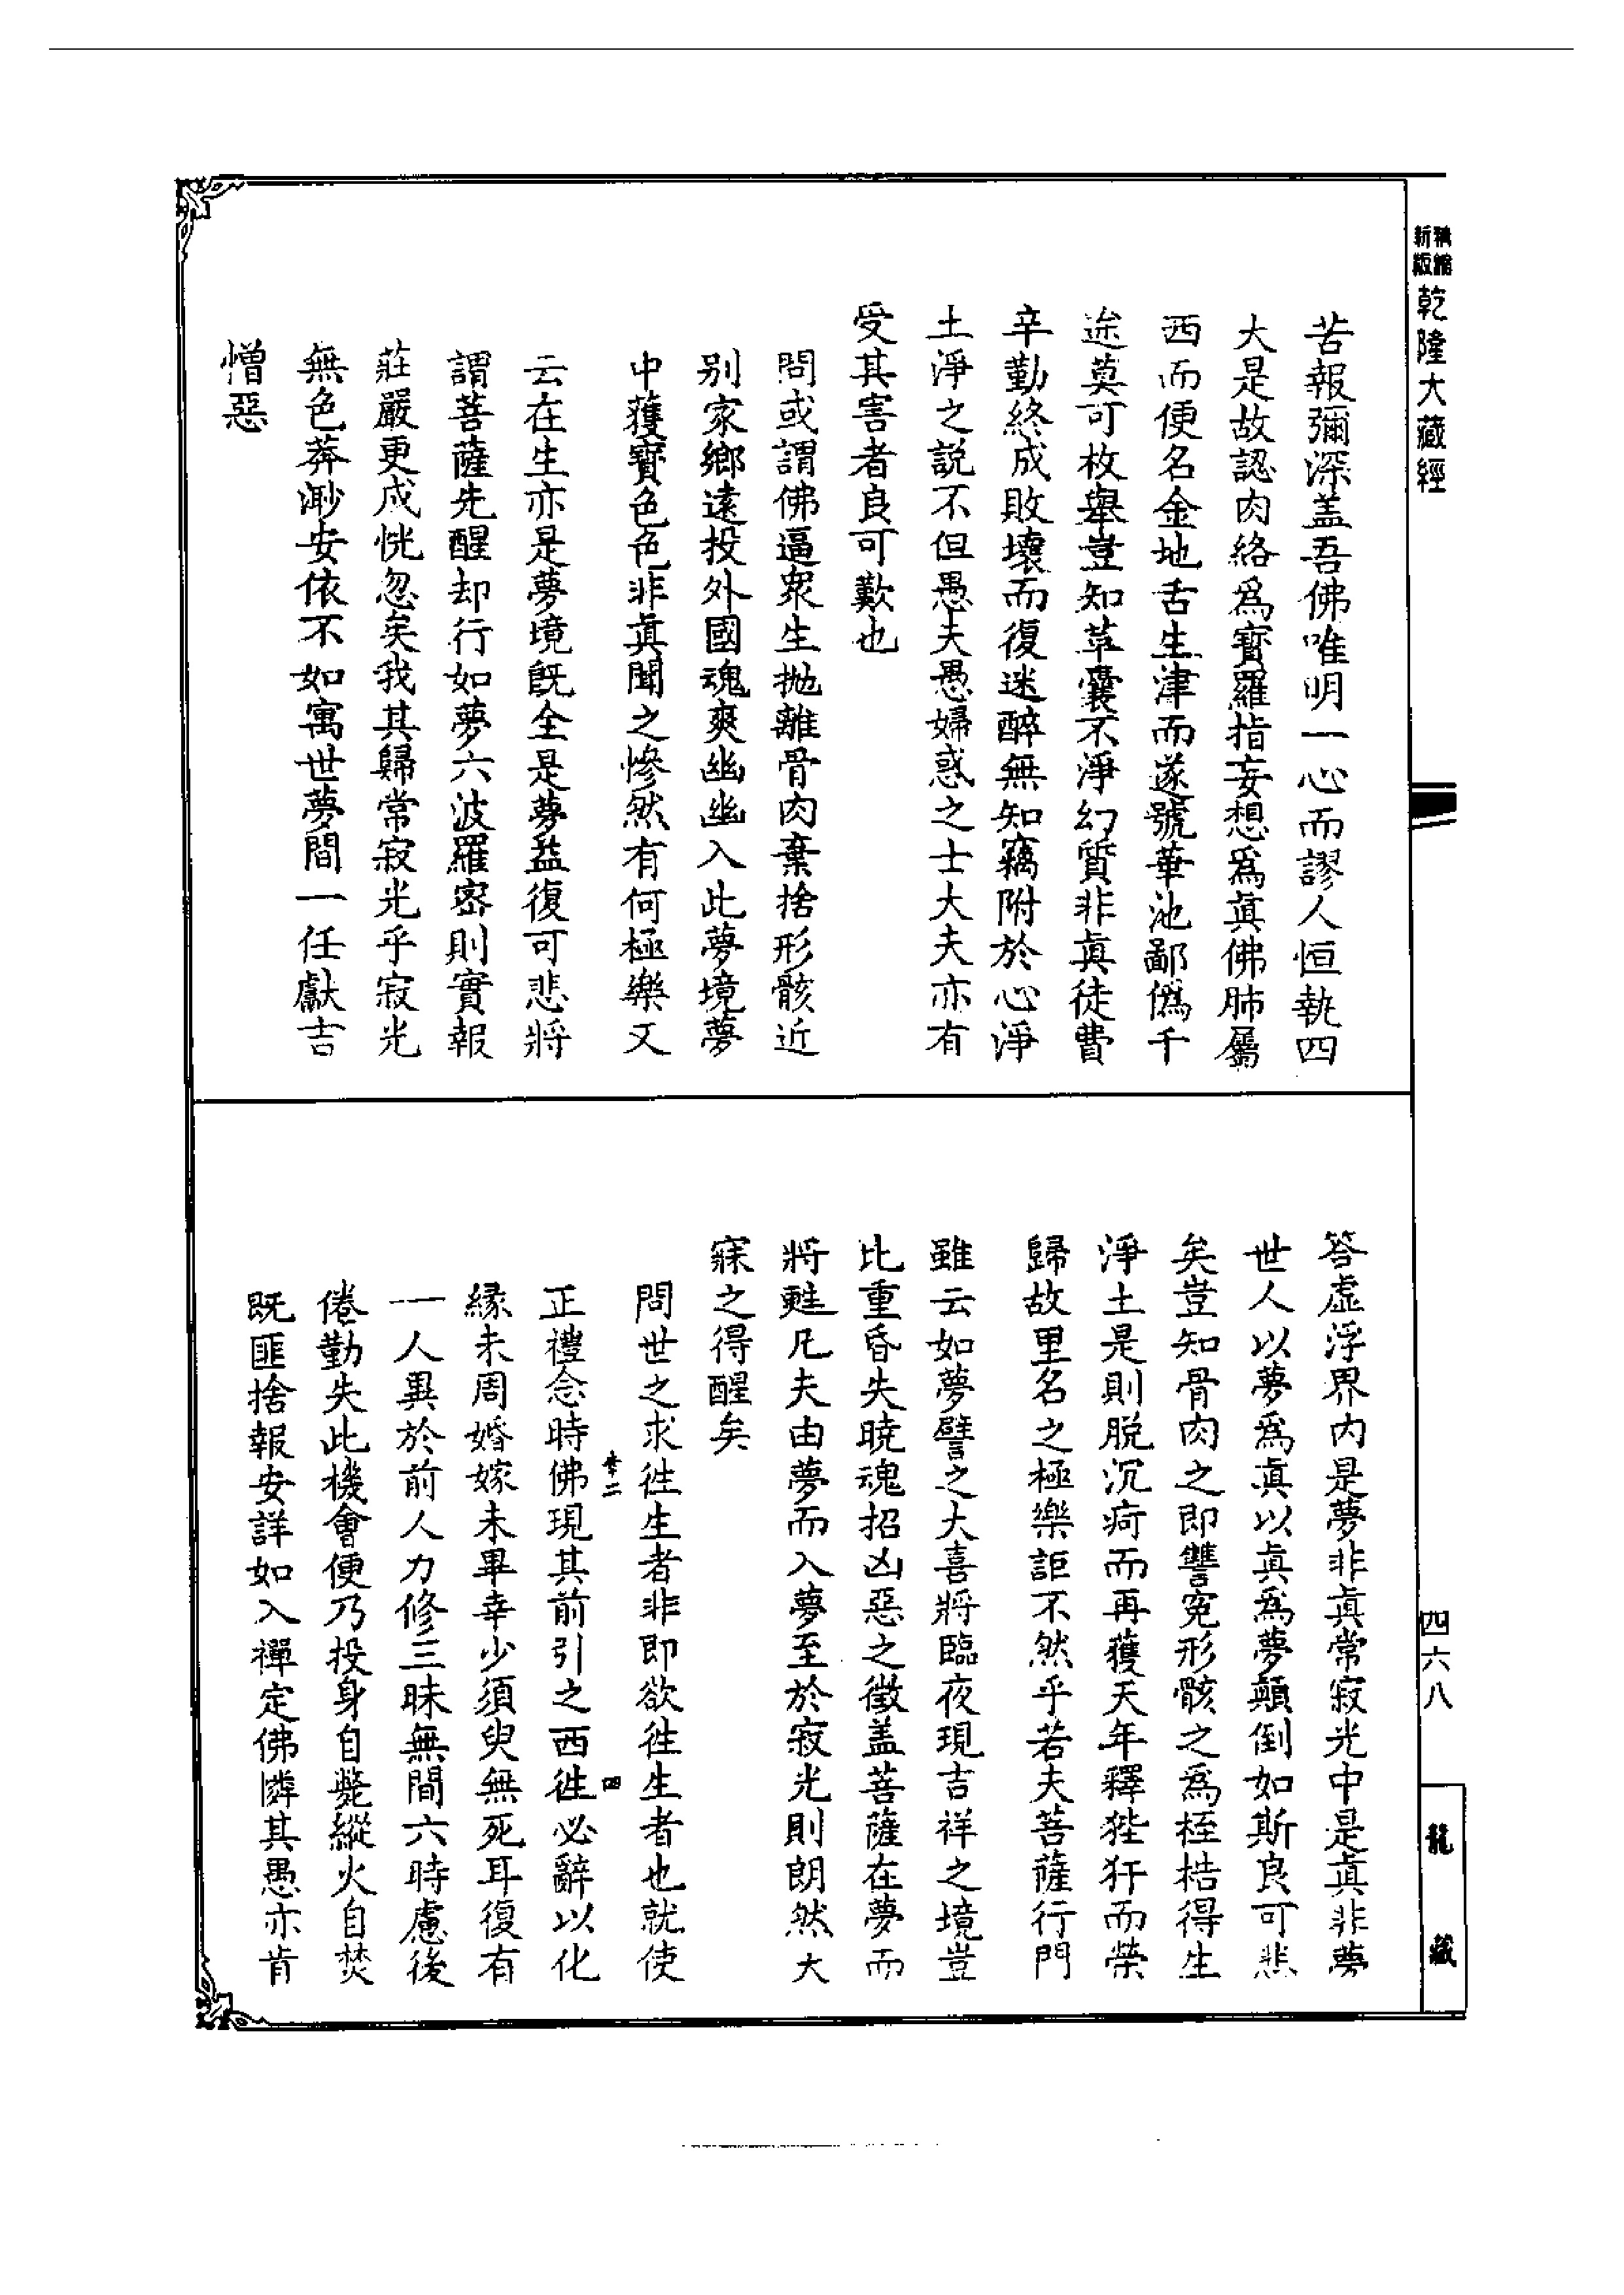 新編
縮版
乾隆大藏經
苦報彌深盖吾佛唯明一心而謬人恒執四
大是故認肉絡爲寳羅指妄想爲眞佛肺屬
西而便名金地舌生津而遂號華池鄙僞千
迯莫可枚舉豈知革囊不淨幻質非眞徒費
辛勤終成敗壞而復迷醉無知竊附於心淨
土淨之説不但愚夫愚婦惑之士大夫亦有
受其害者良可歎也
問或謂佛逼衆生抛離骨肉棄捨形骸近
别家鄉遠投外國魂爽幽幽入此夢境夢
中獲寳色色非眞聞之慘然有何極樂又
云在生亦是夢境旣全是夢益復可悲將
謂菩薩先醒却行如夢六波羅密則實報
莊嚴更成恍忽矣我其歸常寂光乎寂光
無色莽渺安依不如寓世夢間一任獻吉
憎惡
答虛浮界内是夢非眞常寂光中是眞非夢
世人以夢爲眞以眞爲夢顛倒如斯良可悲
矣豈知骨肉之即讐寃形骸之爲桎梏得生
淨土是則脱沉疴而再獲天年釋狴犴而榮
歸故里名之極樂詎不然乎若夫菩薩行門
雖云如夢譬之大喜將臨夜現吉祥之境豈
比重昏失曉魂招凶惡之徵盖菩薩在夢而
將甦凡夫由夢而入夢至於寂光則朗然大
寐之得醒矣
問世之求徃生者非即欲徃生者也就使
正禮念時佛現其前引之西徃必辭以化
縁未周婚嫁未畢幸少須臾無死耳復有
一人異於前人力修三昧無間六時慮後
倦勤失此機會便乃投身自斃縱火自焚
既匪捨報安詳如入禪定佛憐其愚亦肯
四
四六八
龍藏